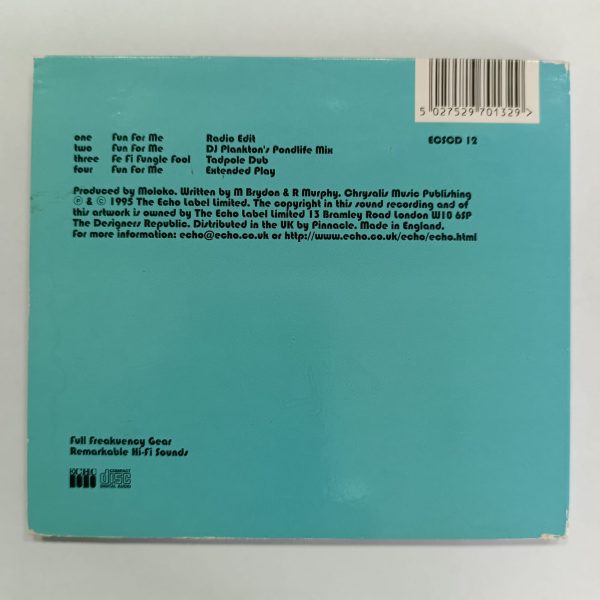 5 027529 701329 >
ECSCD 12
one Fun For Me Radio Edit
two Fun For Me DJ Plankton's Pondlife Mix
three Fe Fi Fungle Fool Tadpole Dub
four Fun For Me Extended Play
Produced by Moloko. Written by M Brydon & R Murphy. Chrysalis Music Publishing
℗ & © 1995 The Echo Label Limited. The copyright in this sound recording and of
this artwork is owned by The Echo Label Limited 13 Bramley Road London W10 6SP
The Designers Republic. Distributed in the UK by Pinnacle. Made in England.
For more information: echo@echo.co.uk or http://www.echo.co.uk/echo/echo.html
Full Freakuency Gear
Remarkable Hi-Fi Sounds
ECHO
COMPACT
disc
DIGITAL AUDIO